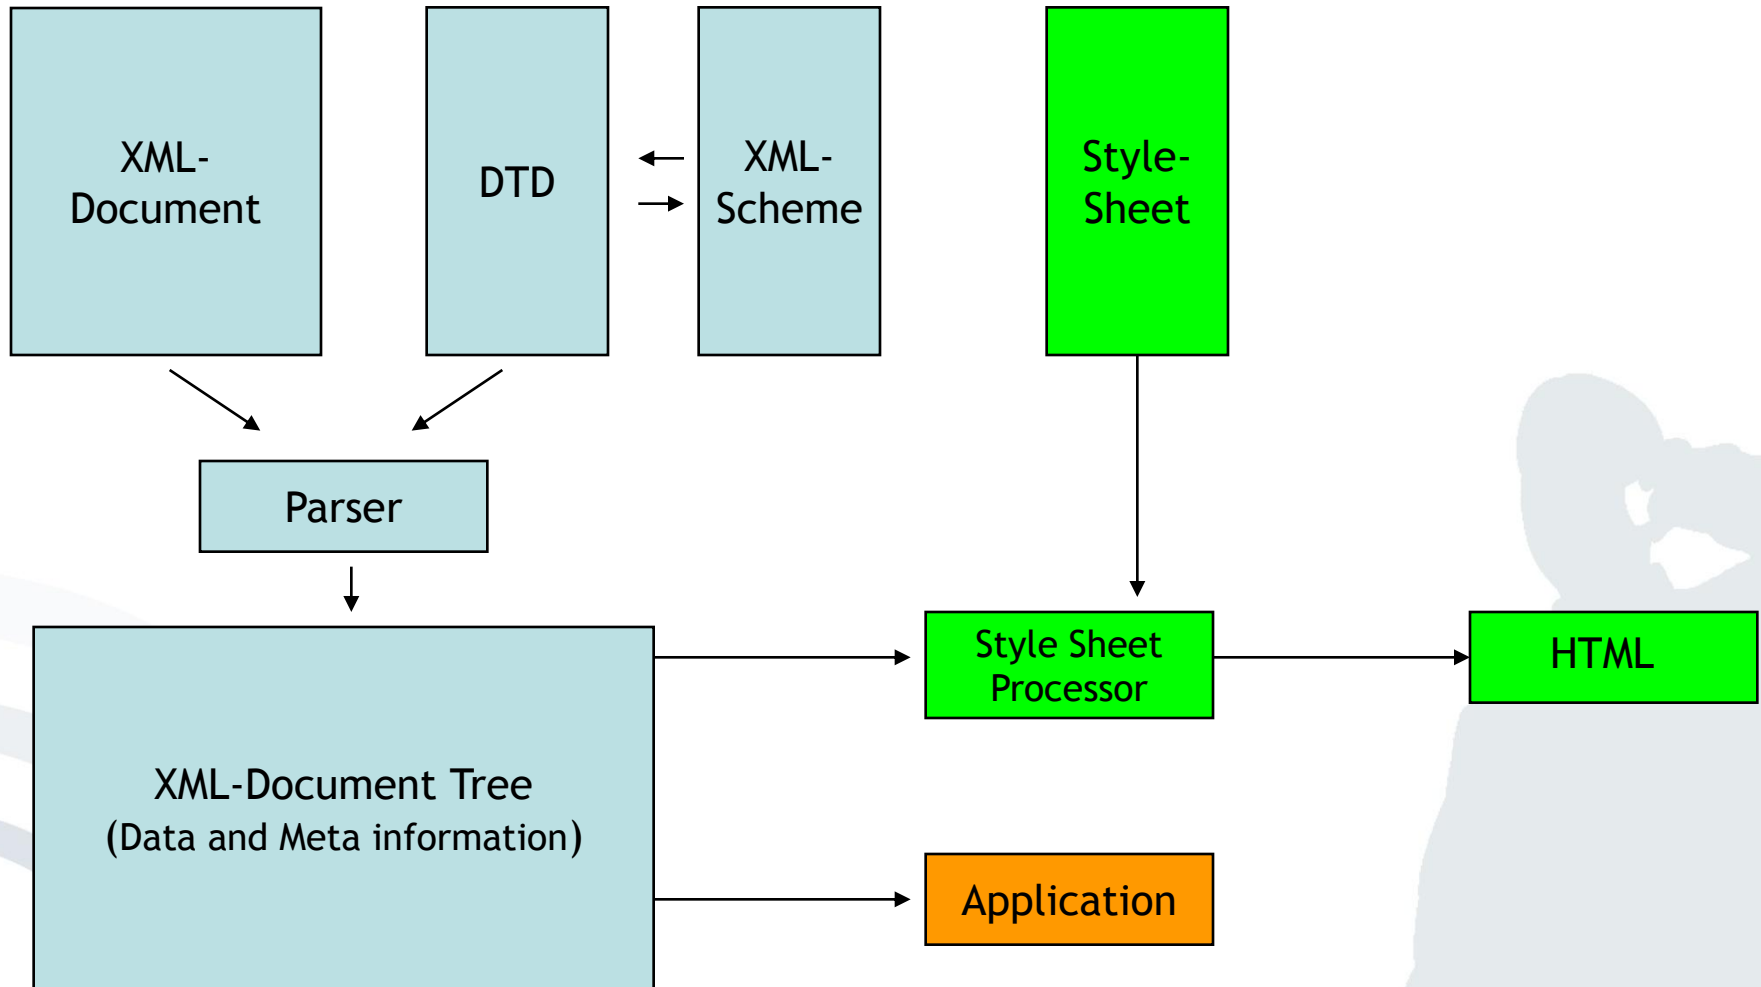 XML-
Document
DTD
XML-
Scheme
Style-
Sheet
Parser
Style Sheet
Processor
HTML
XML-Document Tree
(Data and Meta information)
Application